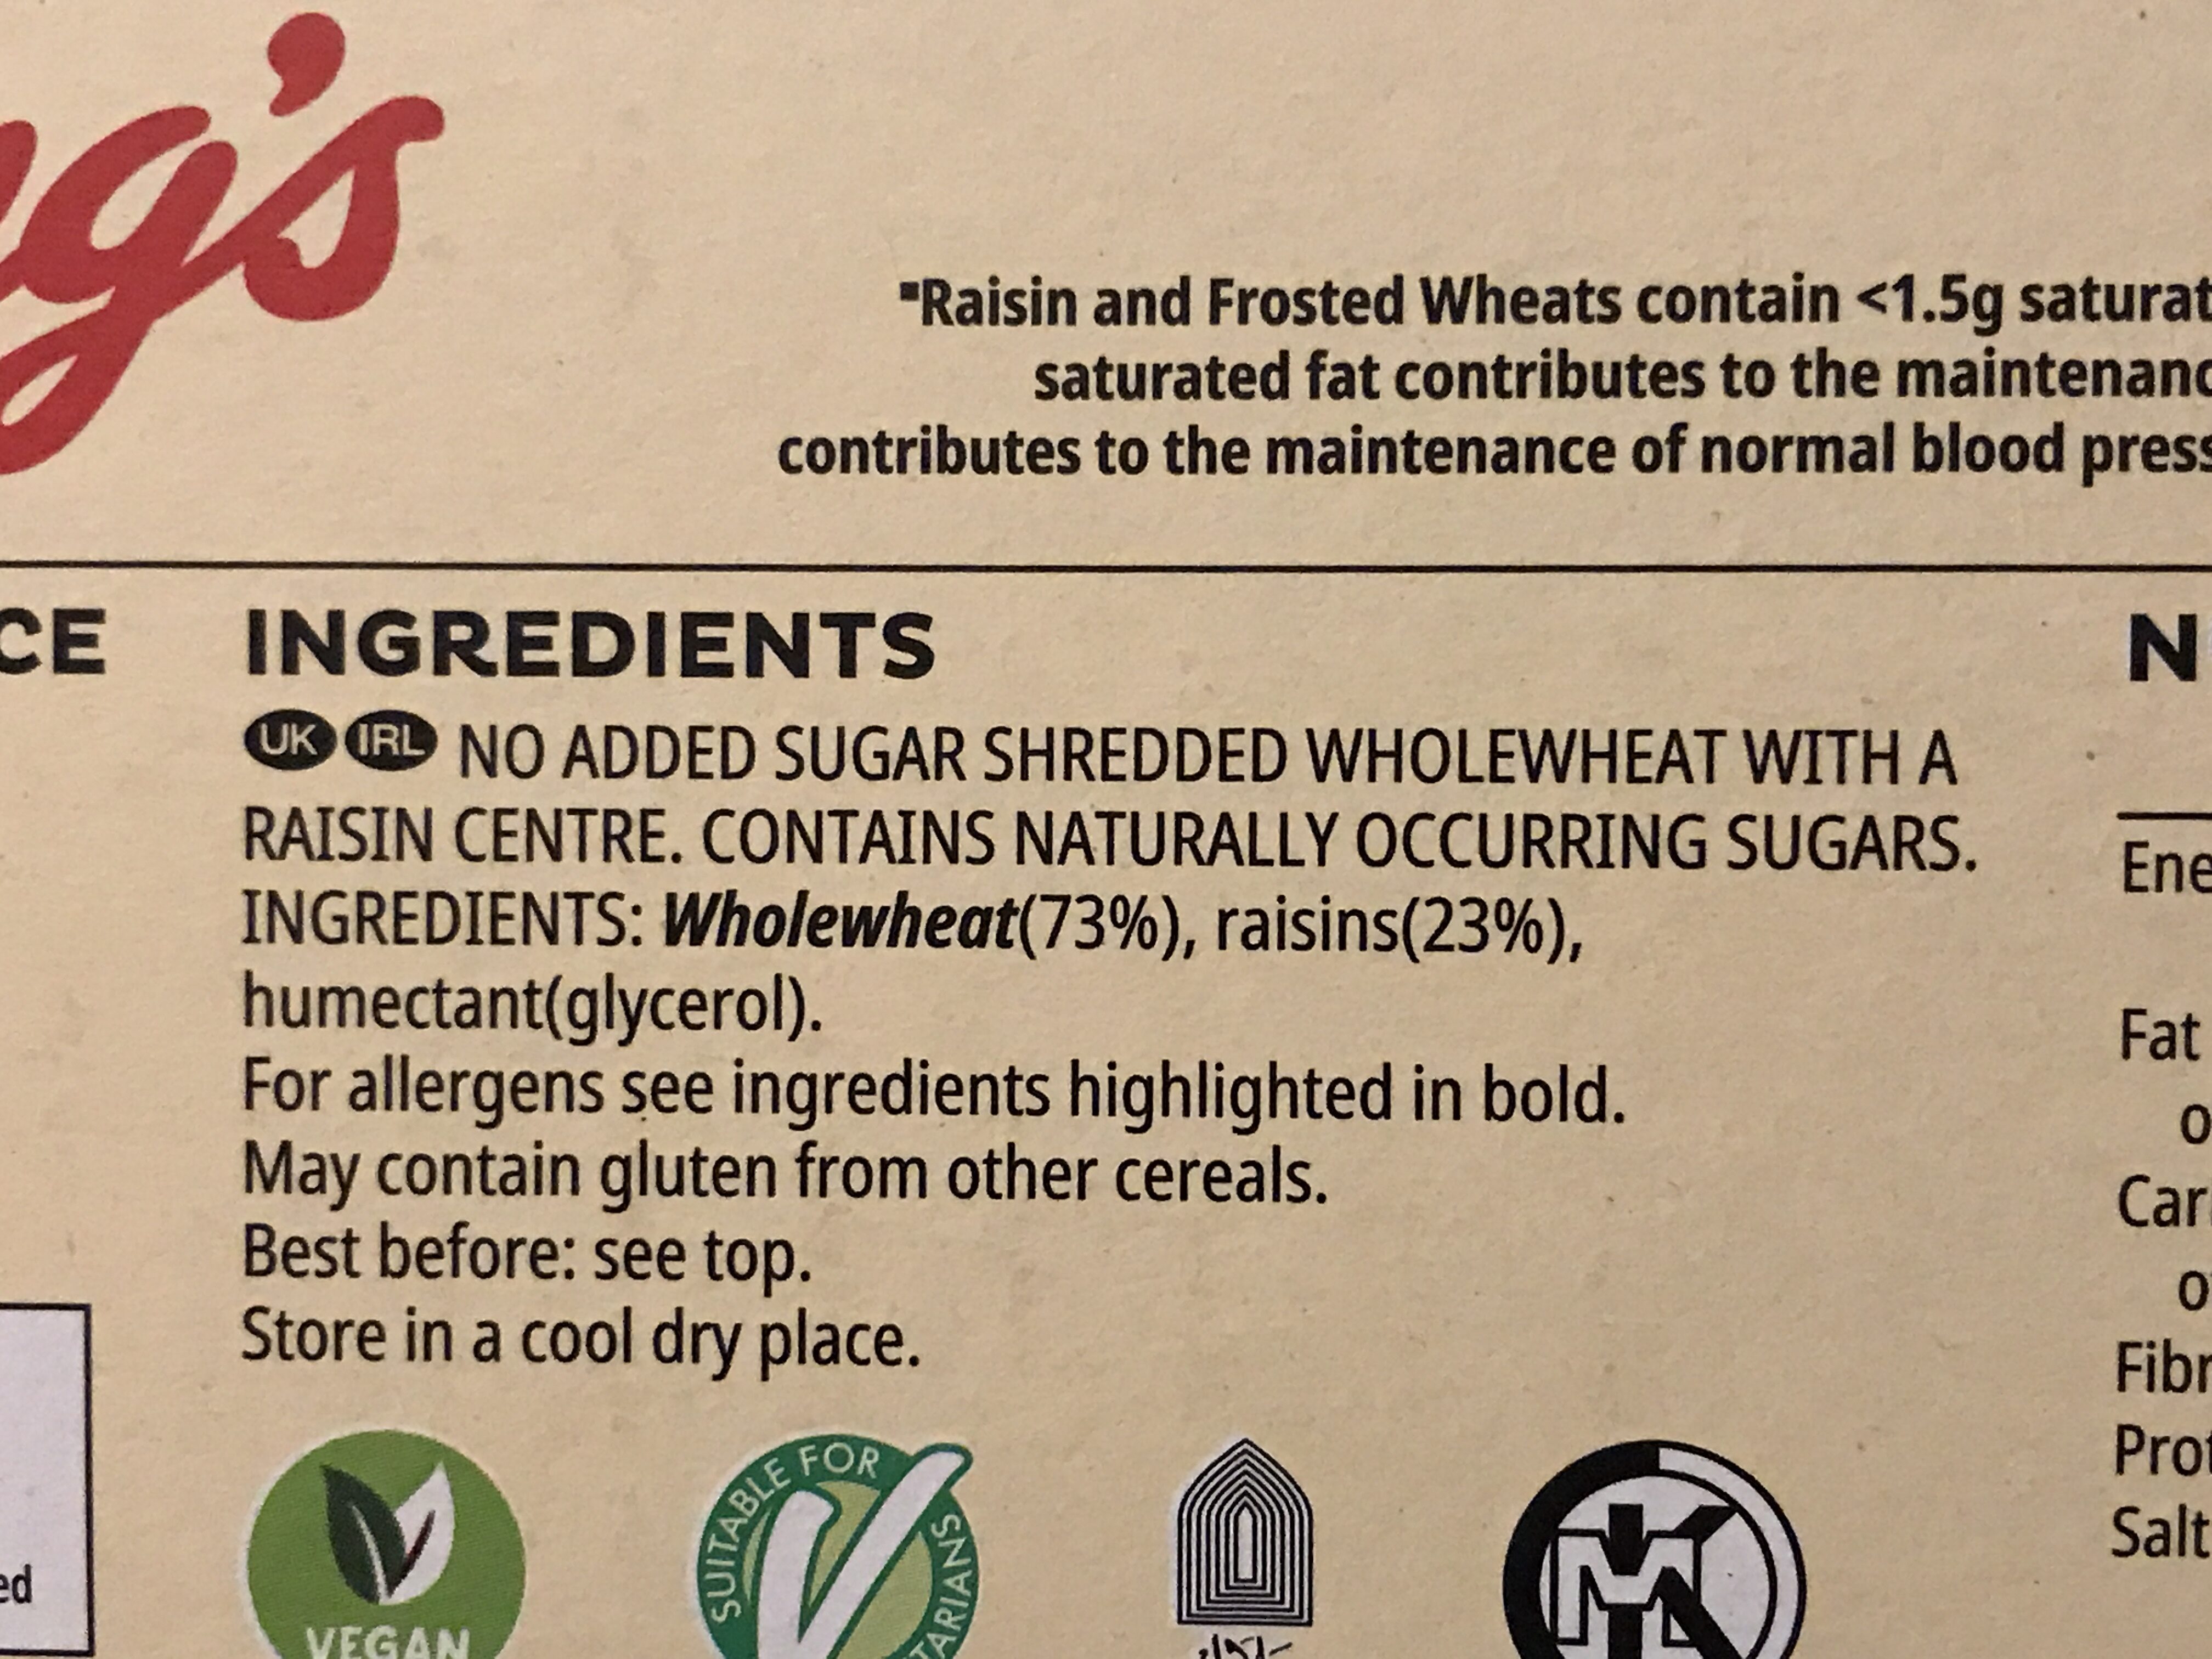 g's
▪Raisin and Frosted Wheats contain <1.5g saturat
saturated fat contributes to the maintenanc
contributes to the maintenance of normal blood press
CE
INGREDIENTS
UK IRL NO ADDED SUGAR SHREDDED WHOLEWHEAT WITH A
RAISIN CENTRE. CONTAINS NATURALLY OCCURRING SUGARS.
INGREDIENTS: Wholewheat(73%), raisins(23%),
humectant(glycerol).
For allergens see ingredients highlighted in bold.
May contain gluten from other cereals.
Best before: see top.
Store in a cool dry place.
ed
VEGAN
SUITABLE FOR
TARIANS
MK
N
Ene
Fat
o
Car
o
Fibr
Prot
Salt